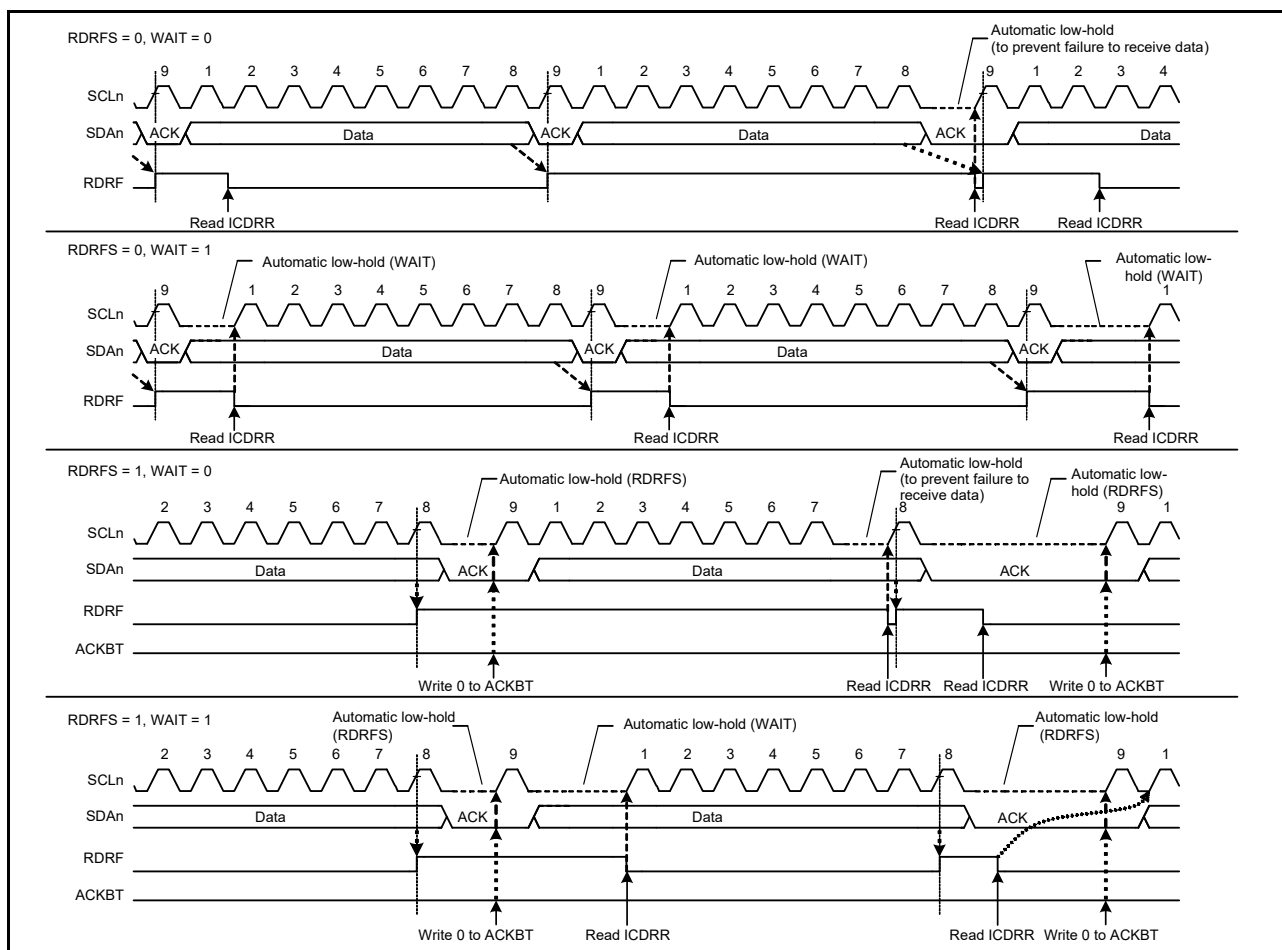 RDRFS = 0, WAIT = 0
Automatic low-hold
(to prevent failure to receive data)
9 1 2 3 4 5 6 7 8 9 1 2 3 4 5 6 7 8 9 1 2 3 4
SCLn
SDAn ACK Data ACK Data ACK Data
RDRF
Read ICDRR Read ICDRR Read ICDRR
RDRFS = 0, WAIT = 1
Automatic low-hold (WAIT) Automatic low-hold (WAIT) Automatic low-
hold (WAIT)
9 1 2 3 4 5 6 7 8 9 1 2 3 4 5 6 7 8 9 1
SCLn
SDAn ACK Data ACK Data ACK
RDRF
Read ICDRR Read ICDRR Read ICDRR
RDRFS = 1, WAIT = 0
Automatic low-hold (RDRFS) Automatic low-hold
(to prevent failure to
receive data) Automatic low-
hold (RDRFS)
2 3 4 5 6 7 8 9 1 2 3 4 5 6 7 8 9 1
SCLn
SDAn Data ACK Data ACK
RDRF
ACKBT
Write 0 to ACKBT Read ICDRR Read ICDRR Write 0 to ACKBT
RDRFS = 1, WAIT = 1
Automatic low-hold
(RDRFS) Automatic low-hold (WAIT) Automatic low-hold
(RDRFS)
2 3 4 5 6 7 8 9 1 2 3 4 5 6 7 8 9 1
SCLn
SDAn Data ACK Data ACK
RDRF
ACKBT
Write 0 to ACKBT Read ICDRR Read ICDRR Write 0 to ACKBT